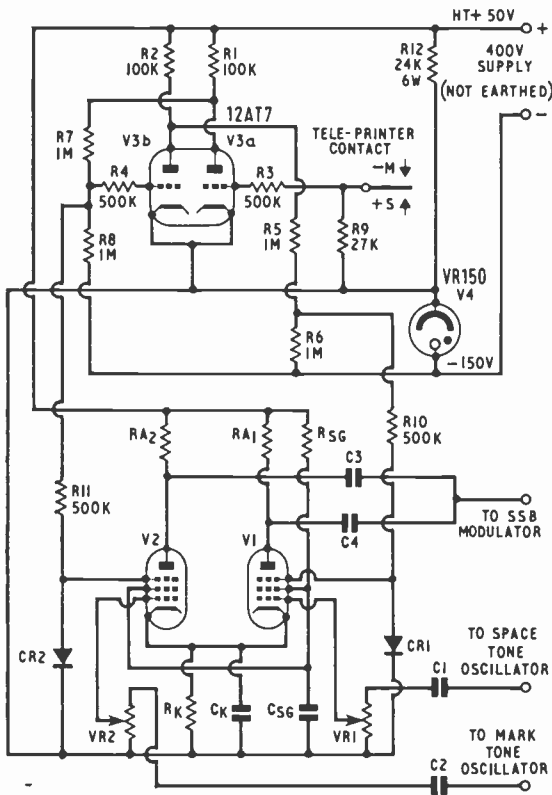 HT+ 50V
+
R2
100K
R1
100K
R12
24K
6W
400V
SUPPLY
(NOT EARTHED)
-
12AT7
V3b
V3a
R7
1M
R4
500K
R3
500K
TELE-PRINTER
CONTACT
-M
+S
R8
1M
R5
1M
R9
27K
VR150
V4
R6
1M
-150V
RA2
RA1
RSG
R10
500K
R11
500K
C3
C4
TO SSB
MODULATOR
V2
V1
CR2
CR1
TO SPACE
TONE
OSCILLATOR
C1
RK
CK
CSG
VR2
VR1
TO MARK
TONE
OSCILLATOR
C2